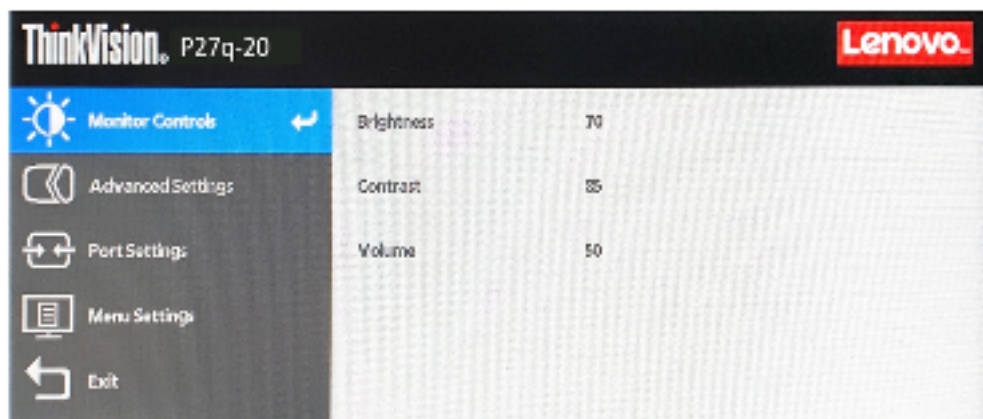 ThinkVision. P27q-20
Lenovo.
Monitor Controls
Brightness 70
Advanced Settings
Contrast 85
Port Settings
Volume 50
Menu Settings
Exit